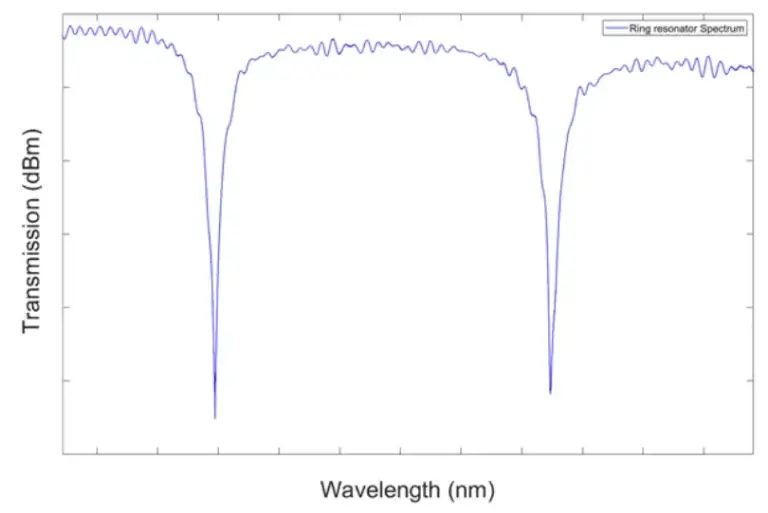 Ring resonator Spectrum
Transmission (dBm)
Wavelength (nm)